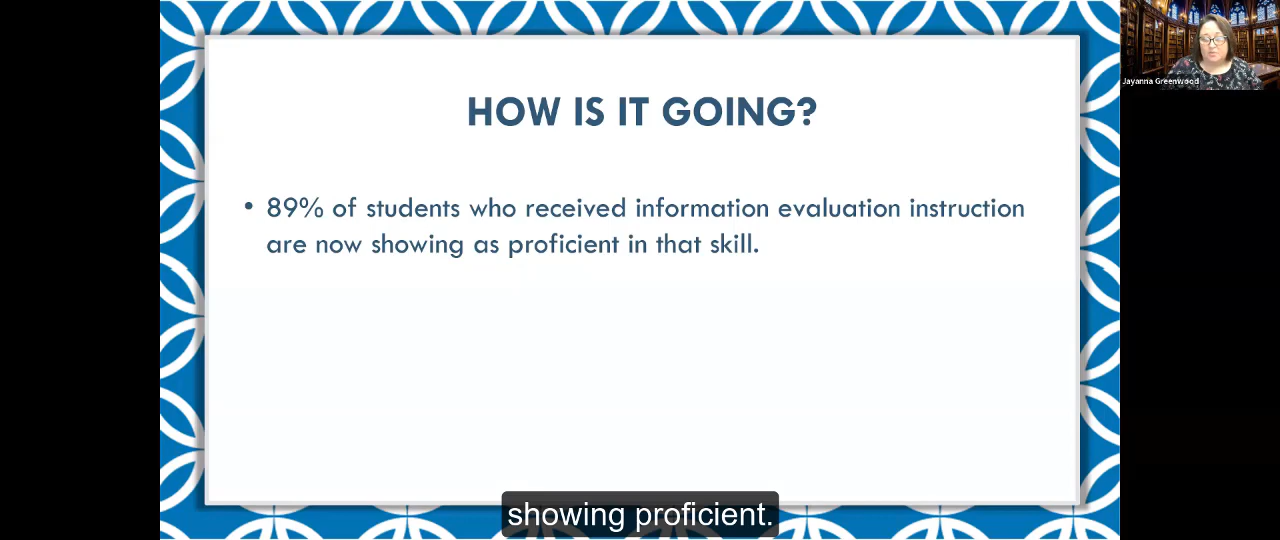 HOW IS IT GOING?
• 89% of students who received information evaluation instruction
are now showing as proficient in that skill.
Jayanna Greenwood
showing proficient.